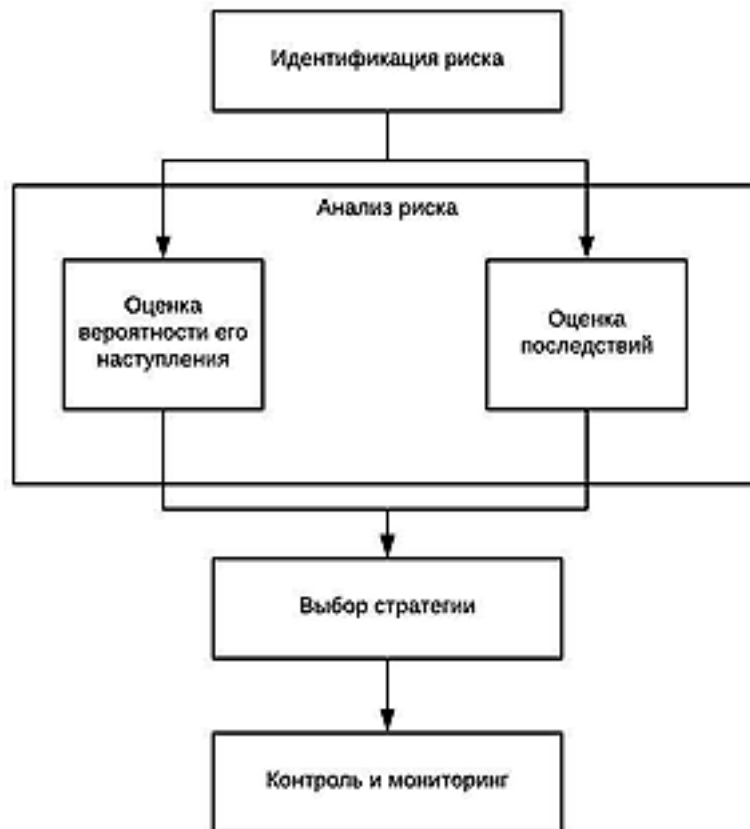 Идентификация риска
Анализ риска
Оценка
вероятности его
наступления
Оценка
последствий
Выбор стратегии
Контроль и мониторинг